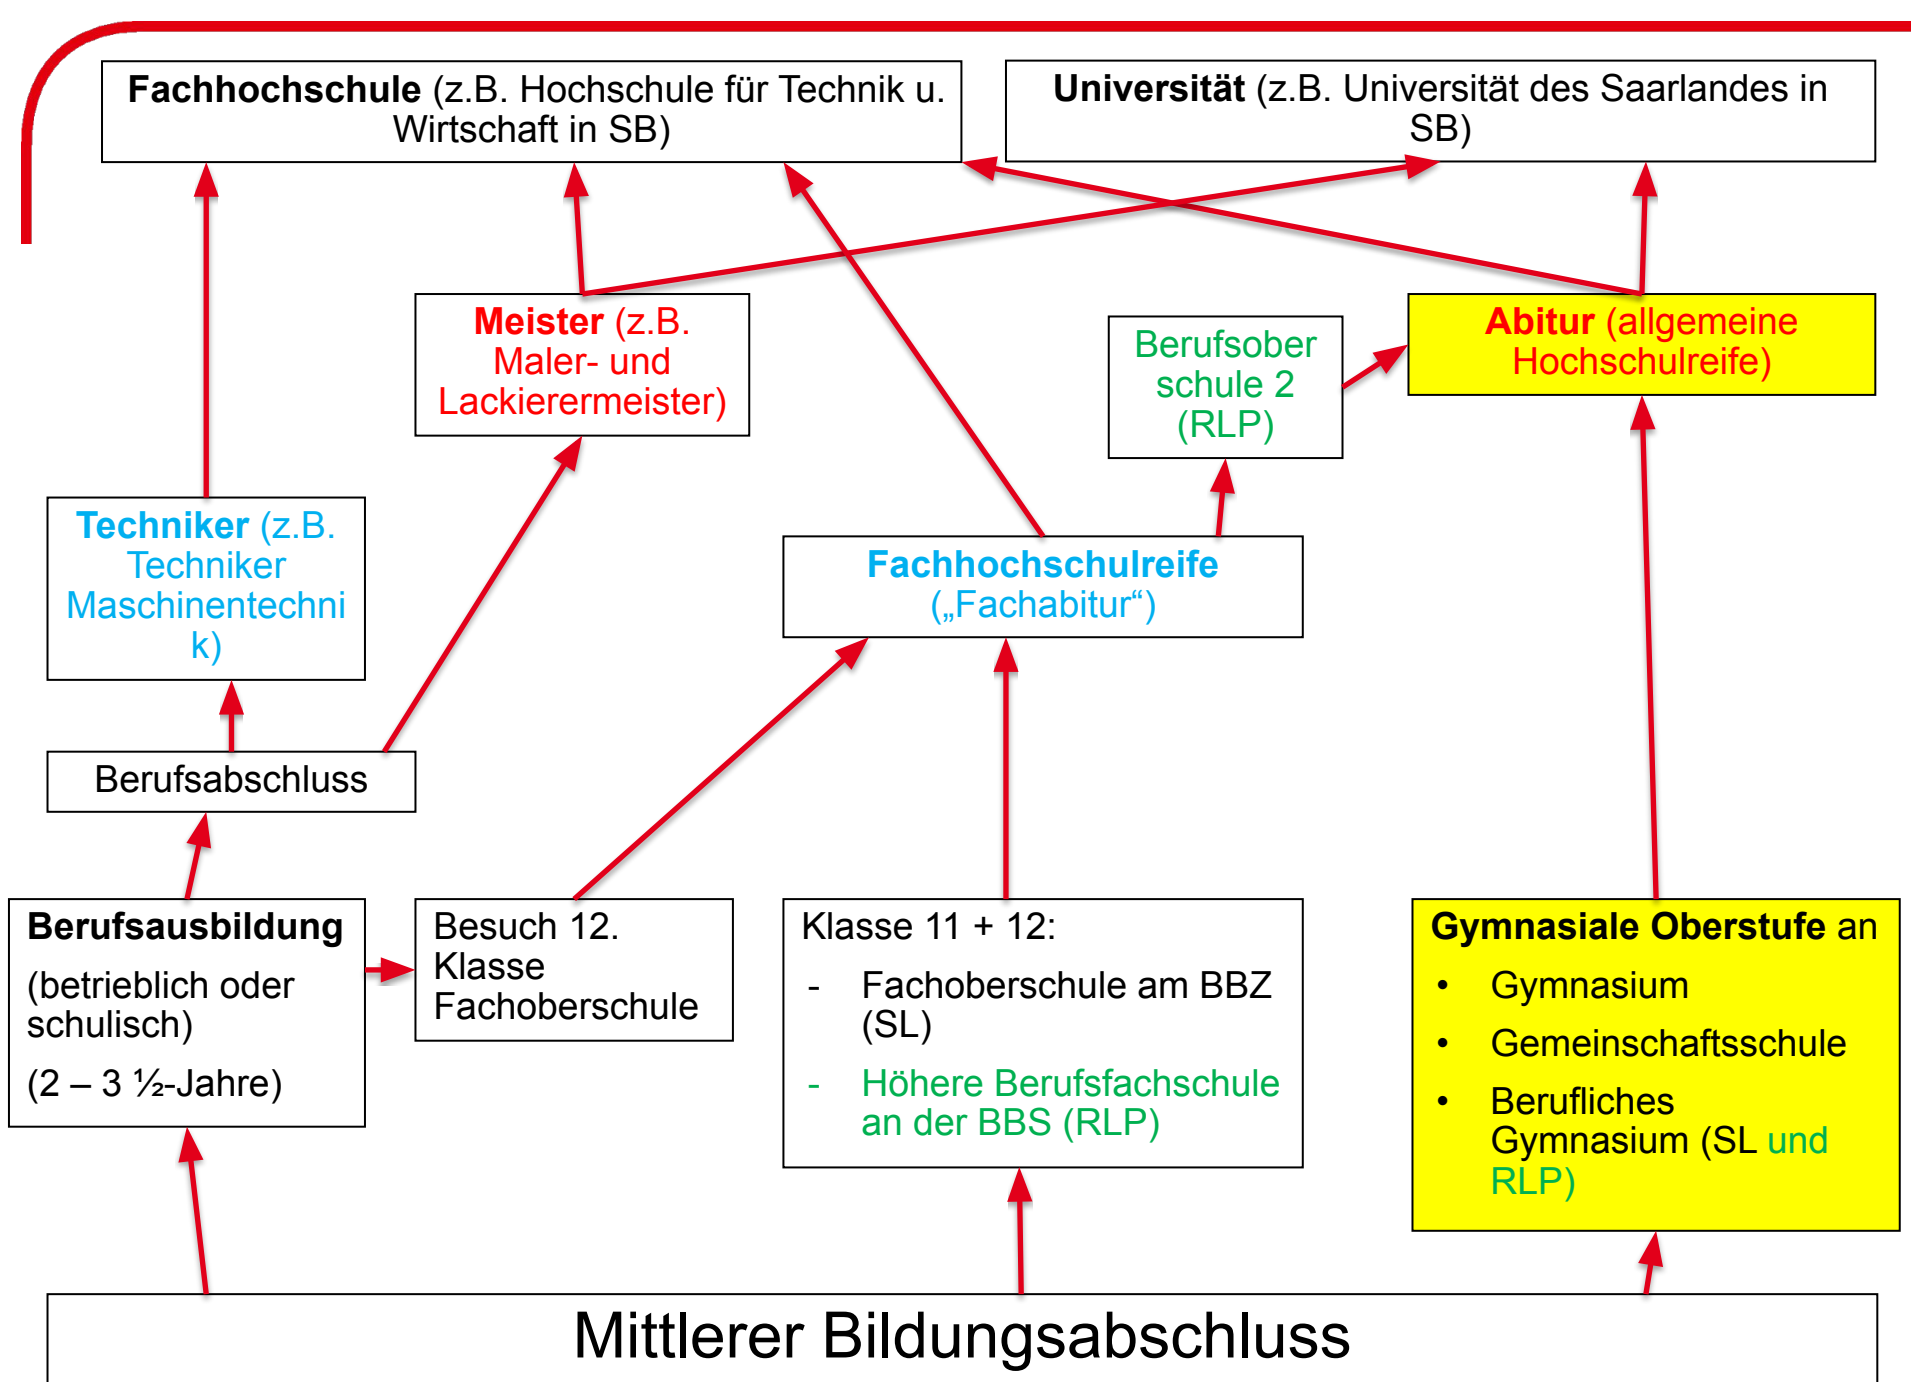 Fachhochschule (z.B. Hochschule für Technik u.
Wirtschaft in SB)
Universität (z.B. Universität des Saarlandes in
SB)
Meister (z.B.
Maler- und
Lackierermeister)
Berufsober
schule 2
(RLP)
Abitur (allgemeine
Hochschulreife)
Techniker (z.B.
Techniker
Maschinentechni
k)
Fachhochschulreife
(„Fachabitur“)
Berufsabschluss
Berufsausbildung
(betrieblich oder
schulisch)
(2 – 3 ½-Jahre)
Besuch 12.
Klasse
Fachoberschule
Klasse 11 + 12:
- Fachoberschule am BBZ
(SL)
- Höhere Berufsfachschule
an der BBS (RLP)
Gymnasiale Oberstufe an
• Gymnasium
• Gemeinschaftsschule
• Berufliches
Gymnasium (SL und
RLP)
Mittlerer Bildungsabschluss